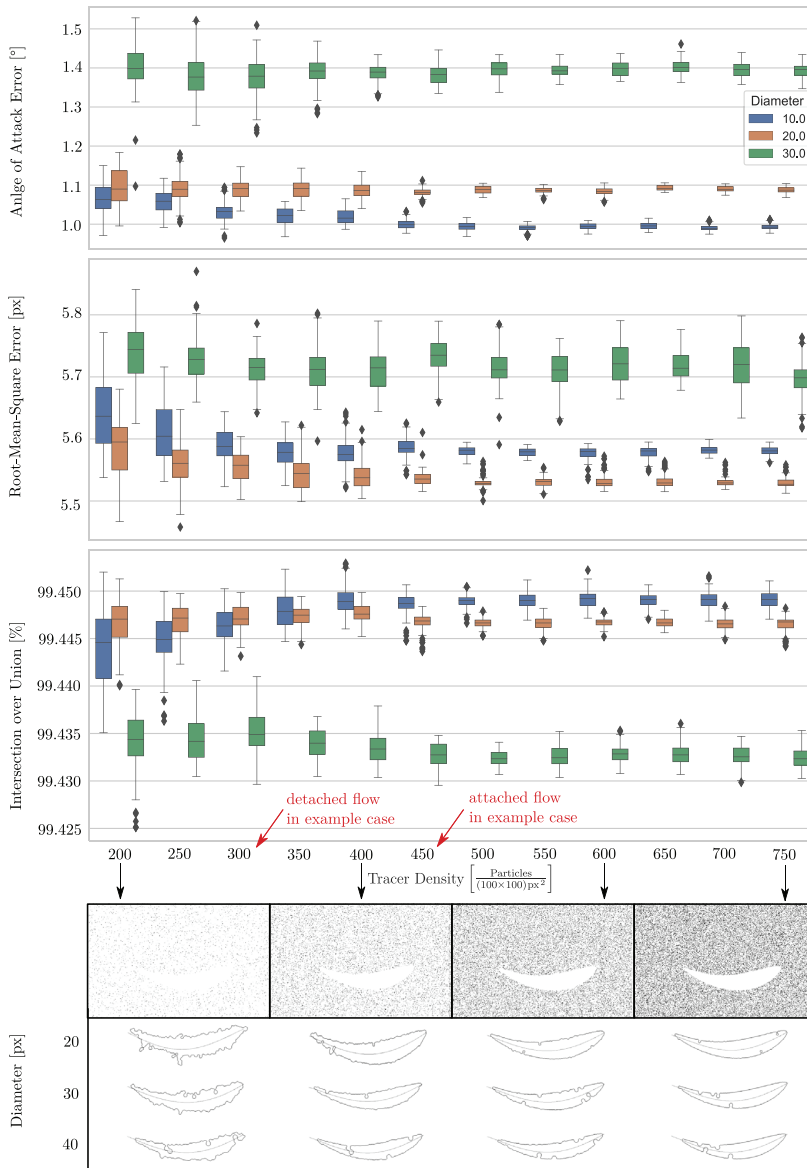 Anlge of Attack Error [°]
1.5
1.4
1.3
1.2
1.1
1.0
Diameter
10.0
20.0
30.0
Root-Mean-Square Error [px]
5.8
5.7
5.6
5.5
Intersection over Union [%]
99.450
99.445
99.440
99.435
99.430
99.425
detached flow
in example case
attached flow
in example case
200 250 300 350 400 450 500 550 600 650 700 750
Tracer Density [Particles / (100×100)px²]
Diameter [px]
20
30
40